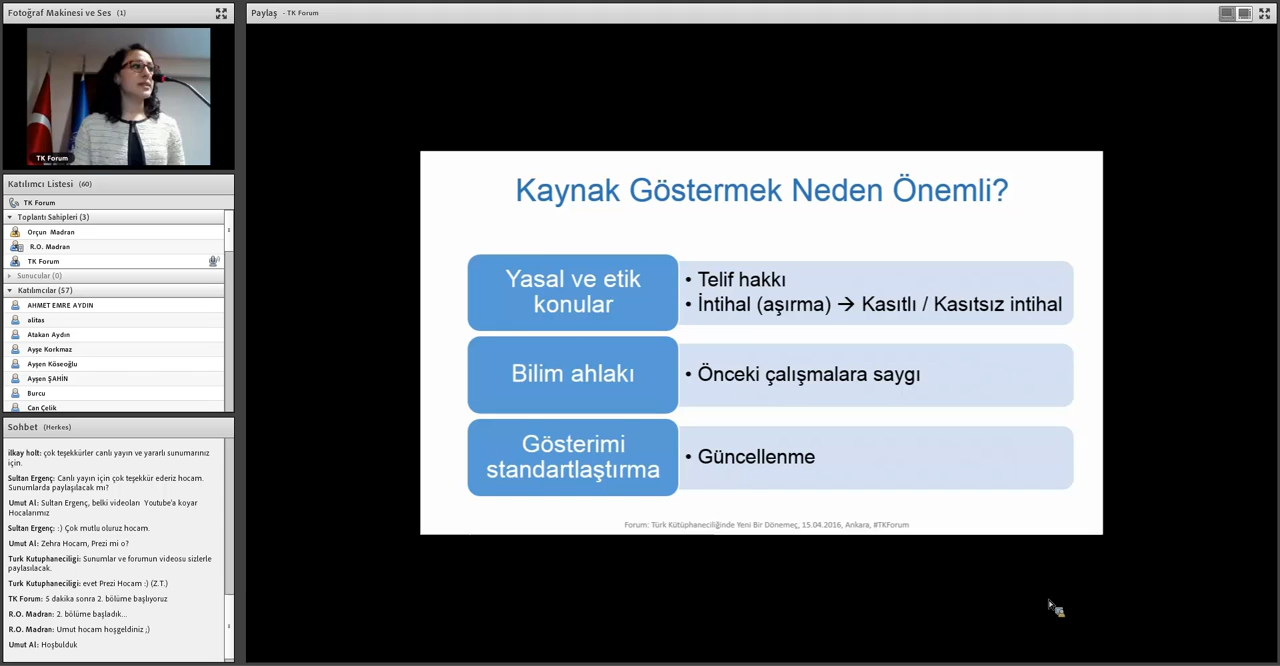 Fotoğraf Makinesi ve Ses (1)
TK Forum
Katılımcı Listesi (60)
TK Forum
Toplantı Sahipleri (3)
Orçun Madran
R.O. Madran
TK Forum
Sunucular (0)
Katılımcılar (57)
AHMET EMRE AYDIN
alitas
Atakan Aydın
Ayşe Korkmaz
Ayşen Köseoğlu
Ayşen ŞAHİN
Burcu
Can Çelik
Sohbet (Herkes)
ilkay holt: çok teşekkürler canlı yayın ve yararlı sunumarınız
için.
Sultan Ergenç: Canlı yayın için çok teşekkür ederiz hocam.
Sunumlarda paylaşılacak mı?
Umut Al: Sultan Ergenç, belki videoları Youtube'a koyar
Hocalarımız
Sultan Ergenç: :) Çok mutlu oluruz hocam.
Umut Al: Zehra Hocam, Prezi mi o?
Turk Kutuphaneciligi: Sunumlar ve forumun videosu sizlerle
paylasılacak.
Turk Kutuphaneciligi: evet Prezi Hocam :) (Z.T.)
TK Forum: 5 dakika sonra 2. bölüme başlıyoruz
R.O. Madran: 2. bölüme başladık...
R.O. Madran: Umut hocam hoşgeldiniz ;)
Umut Al: Hoşbulduk
Paylaş - TK Forum
Kaynak Göstermek Neden Önemli?
Yasal ve etik
konular
• Telif hakkı
• İntihal (aşırma) → Kasıtlı / Kasıtsız intihal
Bilim ahlakı
• Önceki çalışmalara saygı
Gösterimi
standartlaştırma
• Güncellenme
Forum: Türk Kütüphaneciliğinde Yeni Bir Dönemeç, 15.04.2016, Ankara, #TKForum